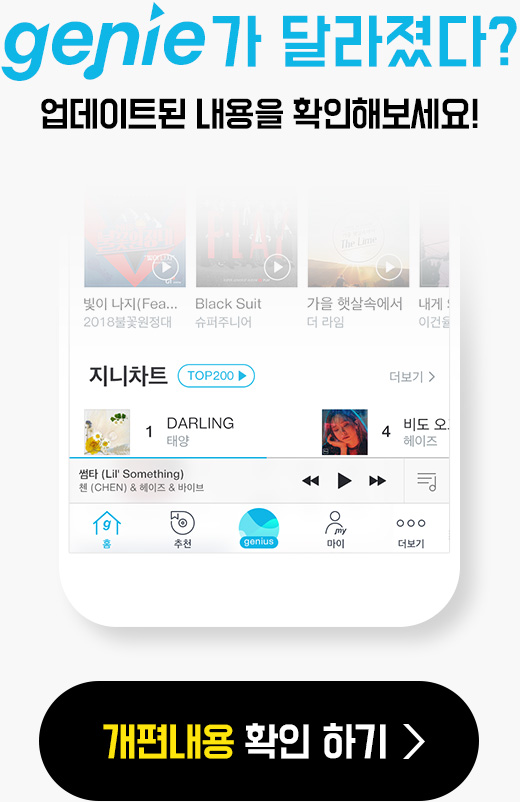 genie가 달라졌다?
업데이트된 내용을 확인해보세요!
PLAY
The Lime
빛이 나지(Fea... Black Suit 가을 햇살속에서 내게
2018불꽃원정대 슈퍼주니어 더 라임 이건율
지니차트 TOP200 더보기
1 DARLING 4 비도 오
태양 헤이즈
썸타 (Lil' Something)
첸 (CHEN) & 헤이즈 & 바이브
g my
홈 추천 genius 마이 더보기
개편내용 확인 하기